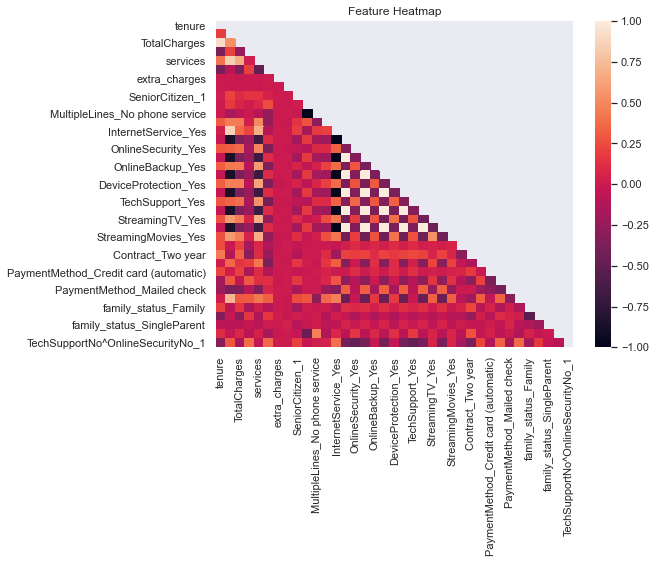 Feature Heatmap
tenure
TotalCharges
services
extra_charges
SeniorCitizen_1
MultipleLines_No phone service
InternetService_Yes
OnlineSecurity_Yes
OnlineBackup_Yes
DeviceProtection_Yes
TechSupport_Yes
StreamingTV_Yes
StreamingMovies_Yes
Contract_Two year
PaymentMethod_Credit card (automatic)
PaymentMethod_Mailed check
family_status_Family
family_status_SingleParent
TechSupportNo^OnlineSecurityNo_1
tenure
TotalCharges
services
extra_charges
SeniorCitizen_1
MultipleLines_No phone service
InternetService_Yes
OnlineSecurity_Yes
OnlineBackup_Yes
DeviceProtection_Yes
TechSupport_Yes
StreamingTV_Yes
StreamingMovies_Yes
Contract_Two year
PaymentMethod_Credit card (automatic)
PaymentMethod_Mailed check
family_status_Family
family_status_SingleParent
TechSupportNo^OnlineSecurityNo_1
1.00
0.75
0.50
0.25
0.00
−0.25
−0.50
−0.75
−1.00